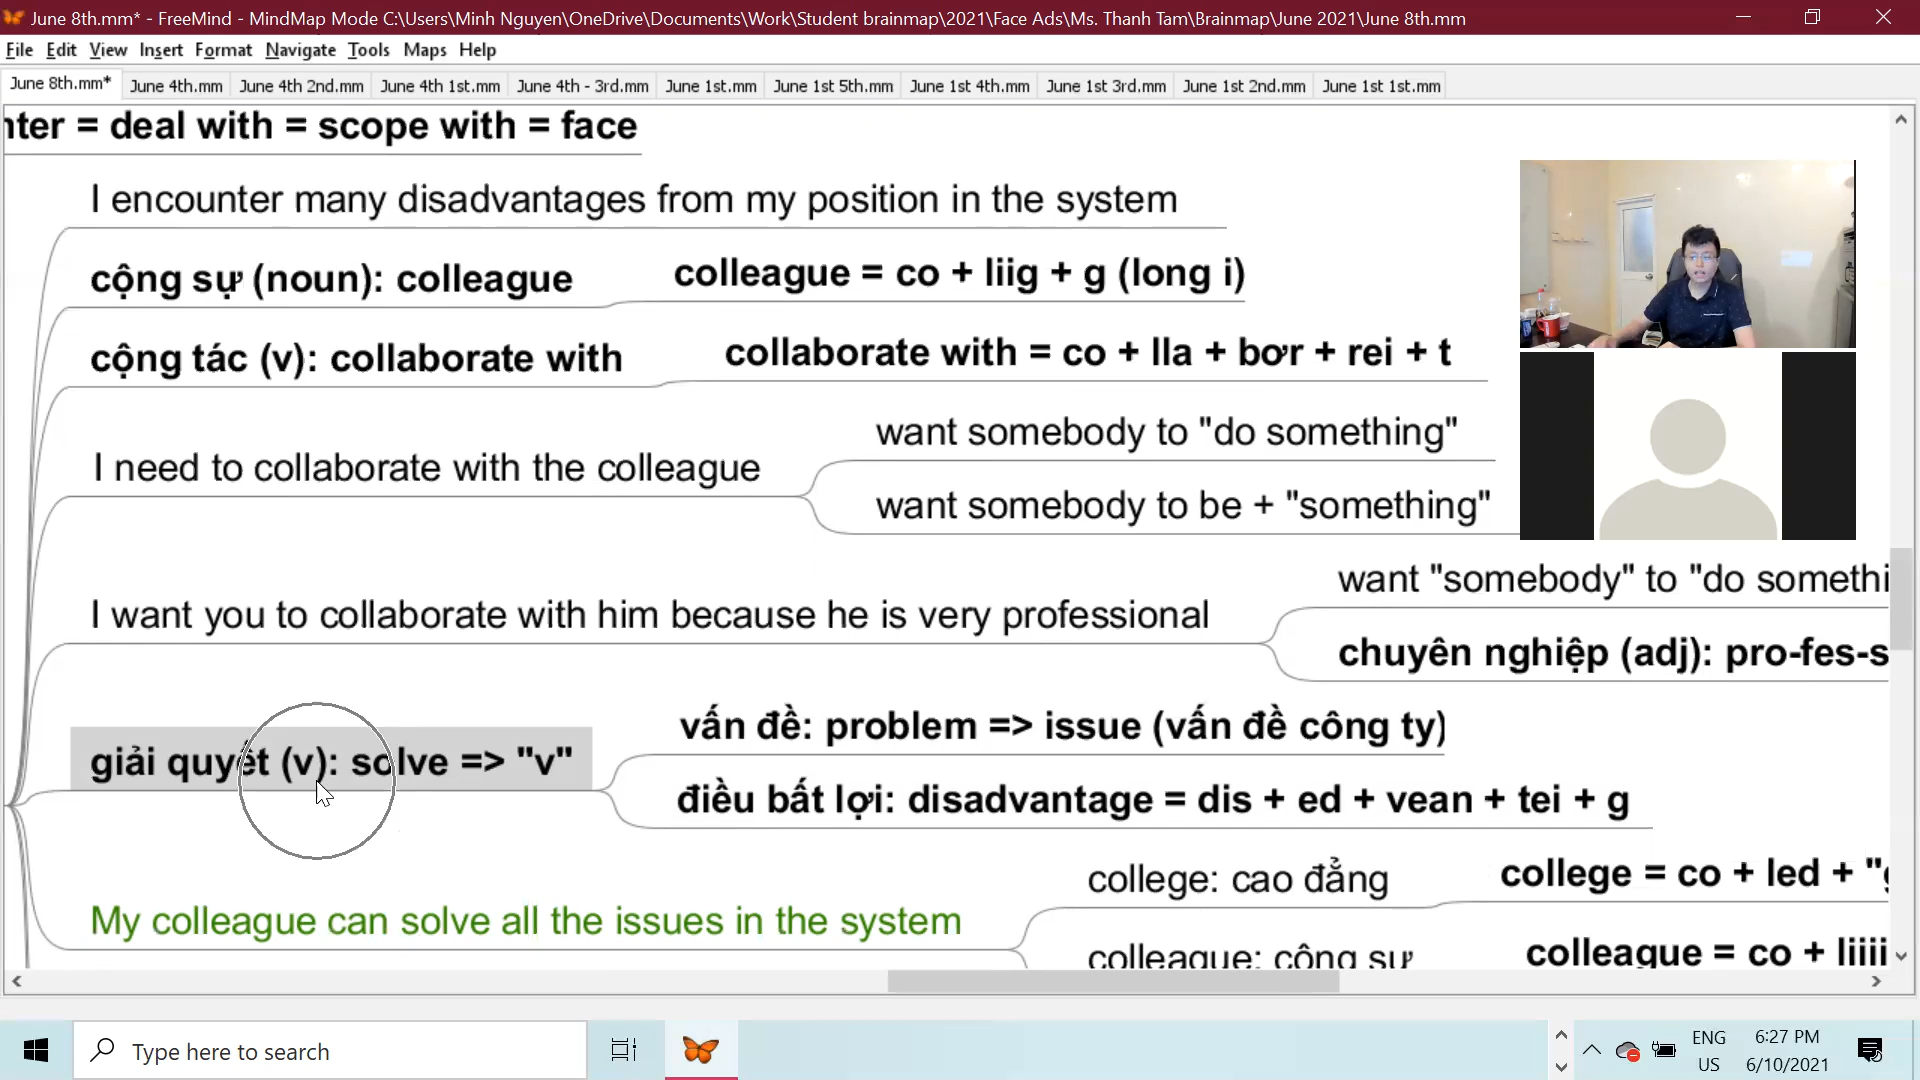 June 8th.mm* - FreeMind - MindMap Mode C:\Users\Minh Nguyen\OneDrive\Documents\Work\Student brainmap\2021\Face Ads\Ms. Thanh Tam\Brainmap\June 2021\June 8th.mm
File Edit View Insert Format Navigate Tools Maps Help
June 8th.mm* June 4th.mm June 4th 2nd.mm June 4th 1st.mm June 4th - 3rd.mm June 1st.mm June 1st 5th.mm June 1st 4th.mm June 1st 3rd.mm June 1st 2nd.mm June 1st 1st.mm
nter = deal with = scope with = face
I encounter many disadvantages from my position in the system
cộng sự (noun): colleague
colleague = co + liig + g (long i)
cộng tác (v): collaborate with
collaborate with = co + lla + bơr + rei + t
want somebody to "do something"
I need to collaborate with the colleague
want somebody to be + "something"
want "somebody" to "do somethi
I want you to collaborate with him because he is very professional
chuyên nghiệp (adj): pro-fes-s
vấn đề: problem => issue (vấn đề công ty)
giải quyết (v): solve => "v"
điều bất lợi: disadvantage = dis + ed + vean + tei + g
college: cao đẳng
college = co + led + "g
My colleague can solve all the issues in the system
colleague: cộng sự
colleague = co + liiii
Type here to search
ENG
US
6:27 PM
6/10/2021